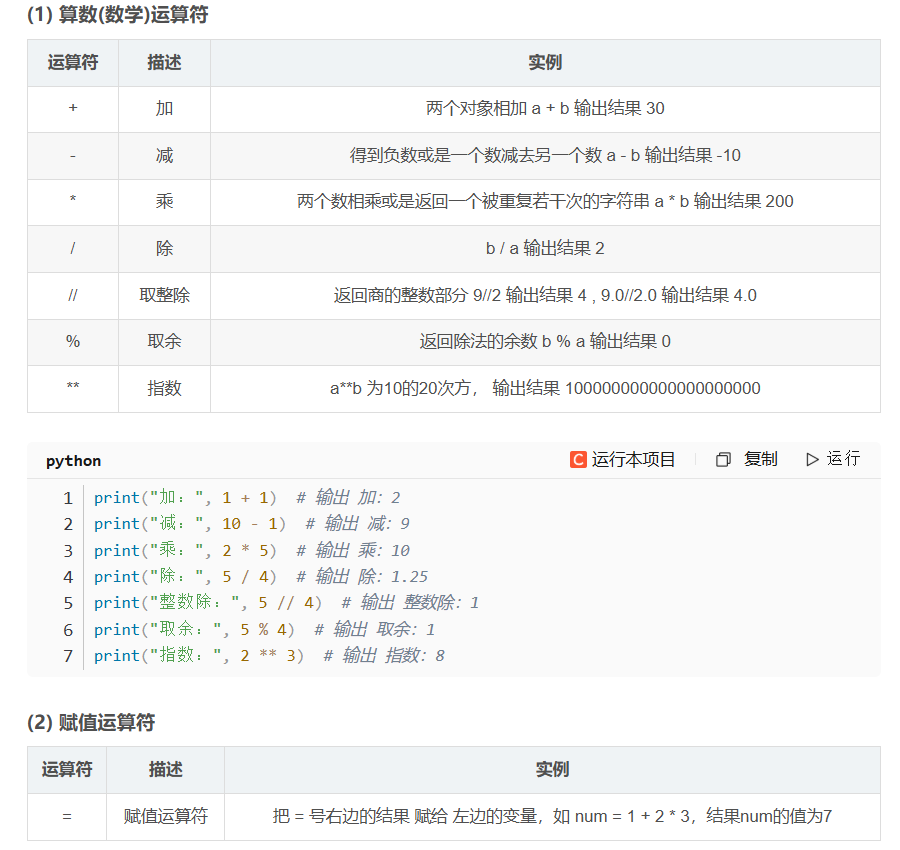 (1) 算数(数学)运算符
运算符 描述 实例
+ 加 两个对象相加 a + b 输出结果 30
- 减 得到负数或是一个数减去另一个数 a - b 输出结果 -10
* 乘 两个数相乘或是返回一个被重复若干次的字符串 a * b 输出结果 200
/ 除 b / a 输出结果 2
// 取整除 返回商的整数部分 9//2 输出结果 4 , 9.0//2.0 输出结果 4.0
% 取余 返回除法的余数 b % a 输出结果 0
** 指数 a**b 为10的20次方， 输出结果 100000000000000000000
python C 运行本项目 复制 运行
1 print("加：", 1 + 1)  # 输出 加：2
2 print("减：", 10 - 1)  # 输出 减：9
3 print("乘：", 2 * 5)  # 输出 乘：10
4 print("除：", 5 / 4)  # 输出 除：1.25
5 print("整数除：", 5 // 4)  # 输出 整数除：1
6 print("取余：", 5 % 4)  # 输出 取余：1
7 print("指数：", 2 ** 3)  # 输出 指数：8
(2) 赋值运算符
运算符 描述 实例
= 赋值运算符 把 = 号右边的结果 赋给 左边的变量，如 num = 1 + 2 * 3，结果num的值为7